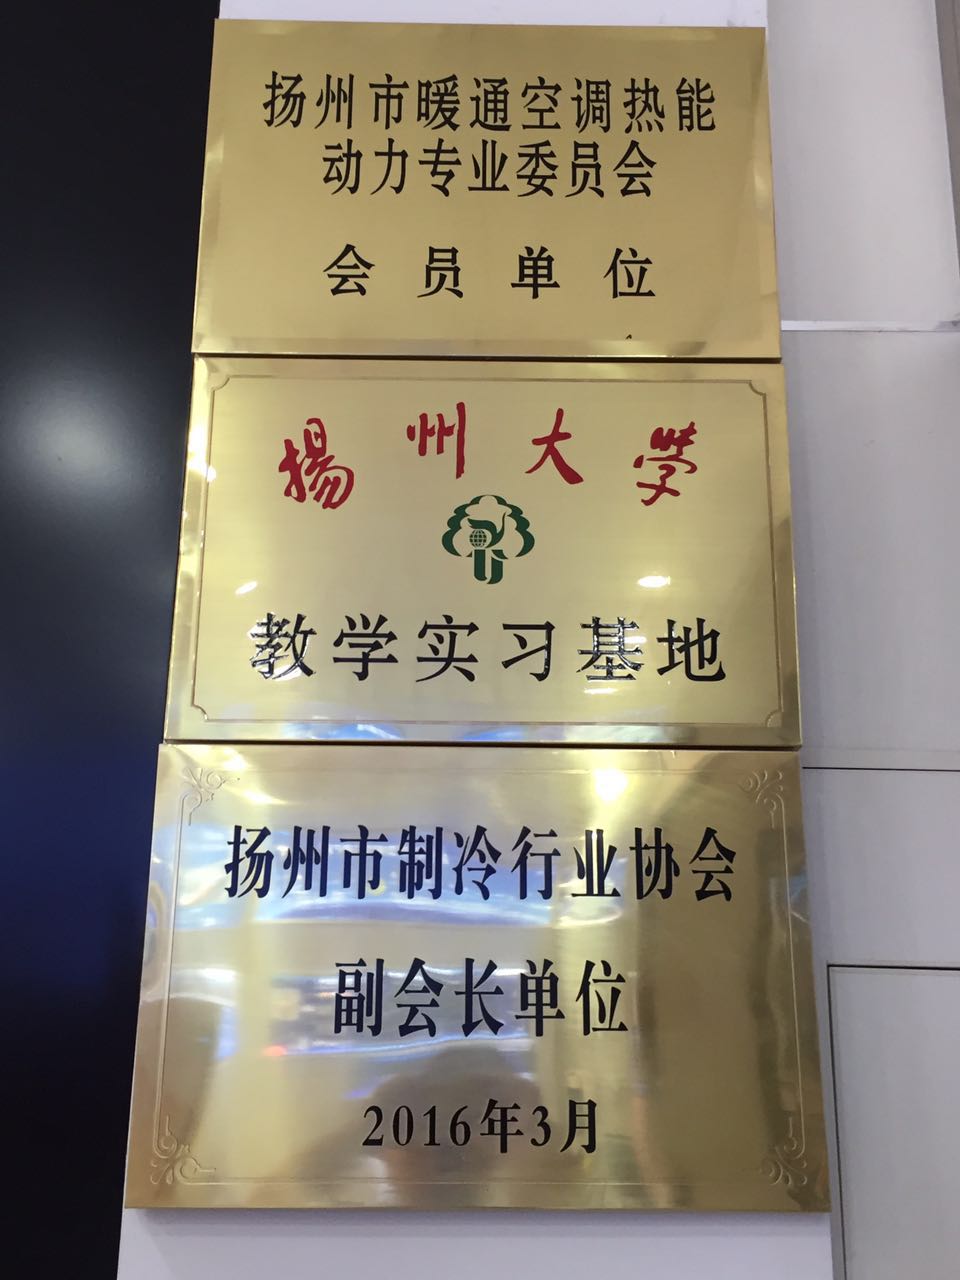 扬州市暖通空调热能
动力专业委员会
会员单位
揚州大学
教学实习基地
扬州市制冷行业协会
副会长单位
2016年3月